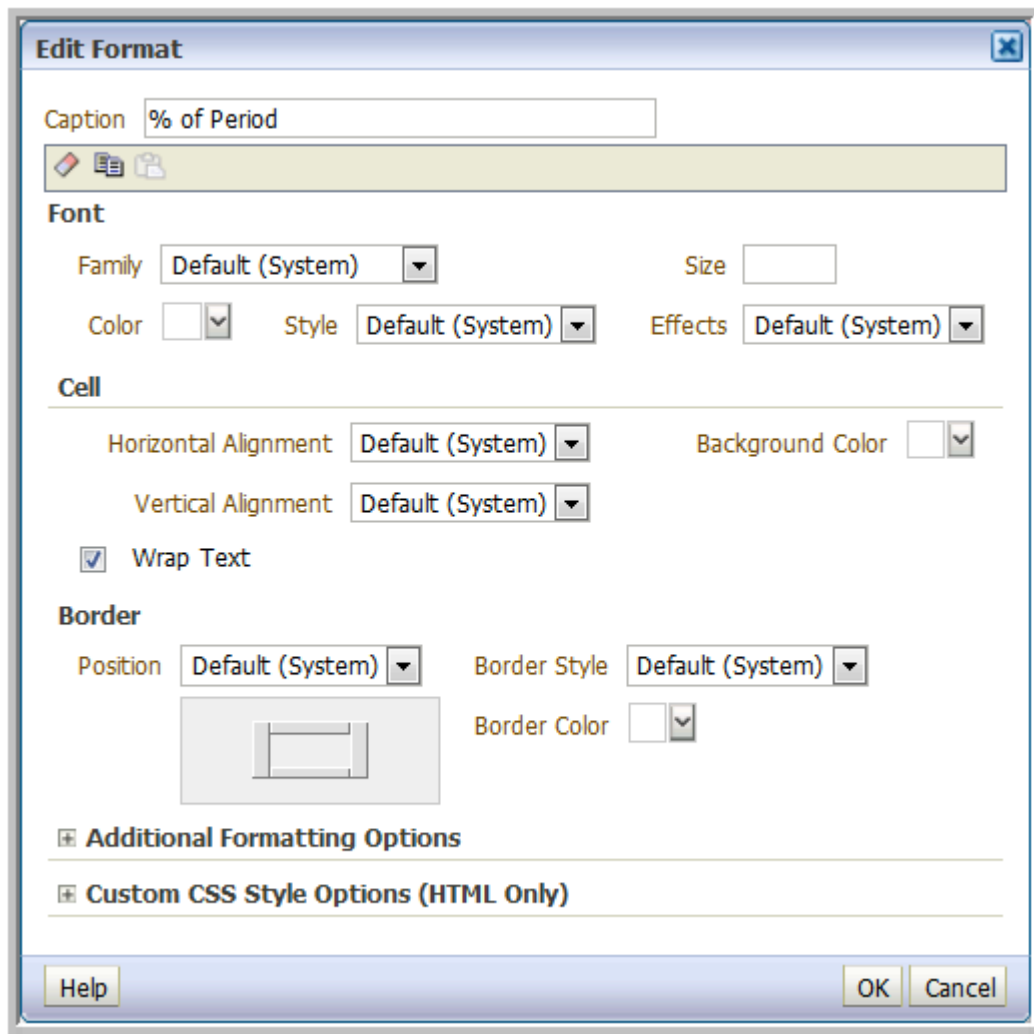 Edit Format
Caption % of Period
Font
Family Default (System) Size
Color Style Default (System) Effects Default (System)
Cell
Horizontal Alignment Default (System) Background Color
Vertical Alignment Default (System)
Wrap Text
Border
Position Default (System) Border Style Default (System)
Border Color
Additional Formatting Options
Custom CSS Style Options (HTML Only)
Help OK Cancel